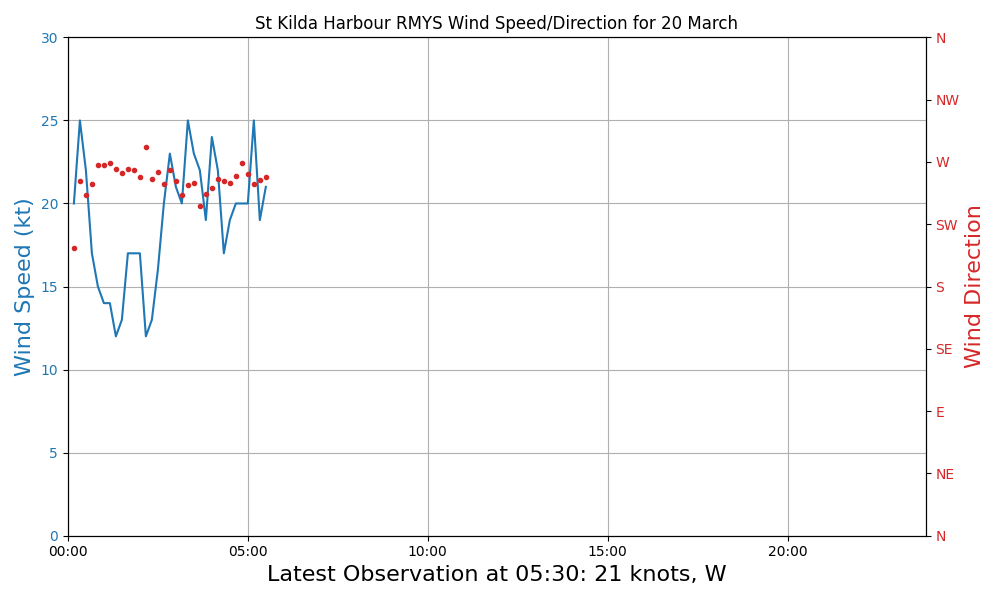 St Kilda Harbour RMYS Wind Speed/Direction for 20 March
30
25
20
15
10
5
0
Wind Speed (kt)
N
NW
W
SW
S
SE
E
NE
N
Wind Direction
00:00
05:00
10:00
15:00
20:00
Latest Observation at 05:30: 21 knots, W